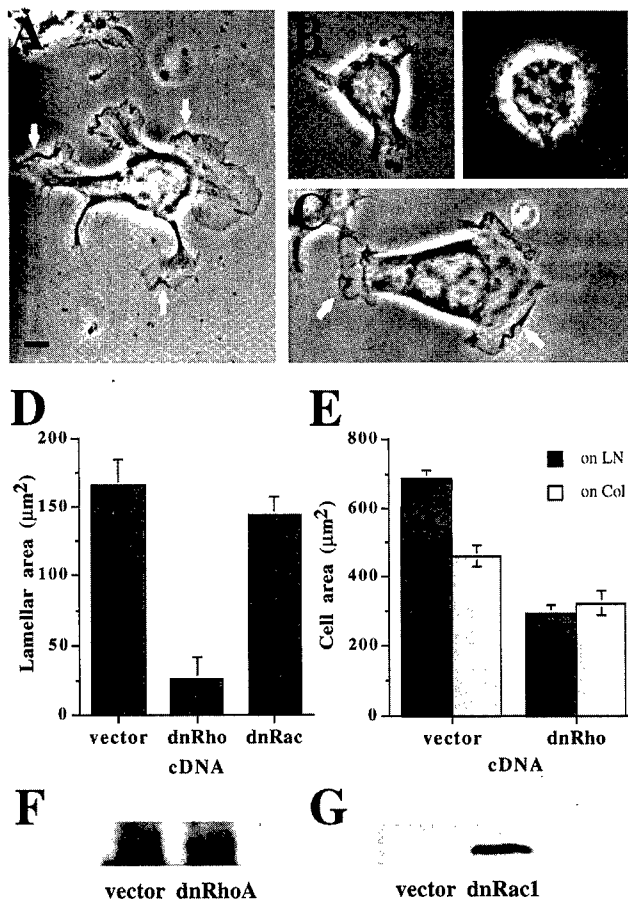 A
B
C
D
E
200
150
100
50
25
0
Lamellar area (µm²)
vector dnRho dnRac
cDNA
800
600
400
200
0
Cell area (µm²)
on LN
on Col
vector dnRho
cDNA
F
G
vector dnRhoA
vector dnRac1